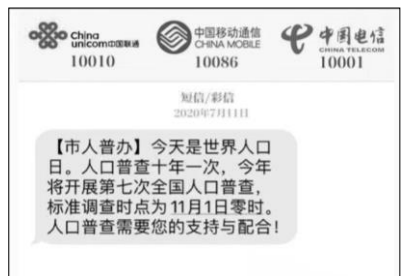 China unicom中国联通
中国移动通信
CHINA MOBILE
中国电信
CHINA TELECOM
10010
10086
10001
短信/彩信
2020年7月11日
【市人普办】今天是世界人口
日。人口普查十年一次，今年
将开展第七次全国人口普查，
标准调查时点为11月1日零时。
人口普查需要您的支持与配合！